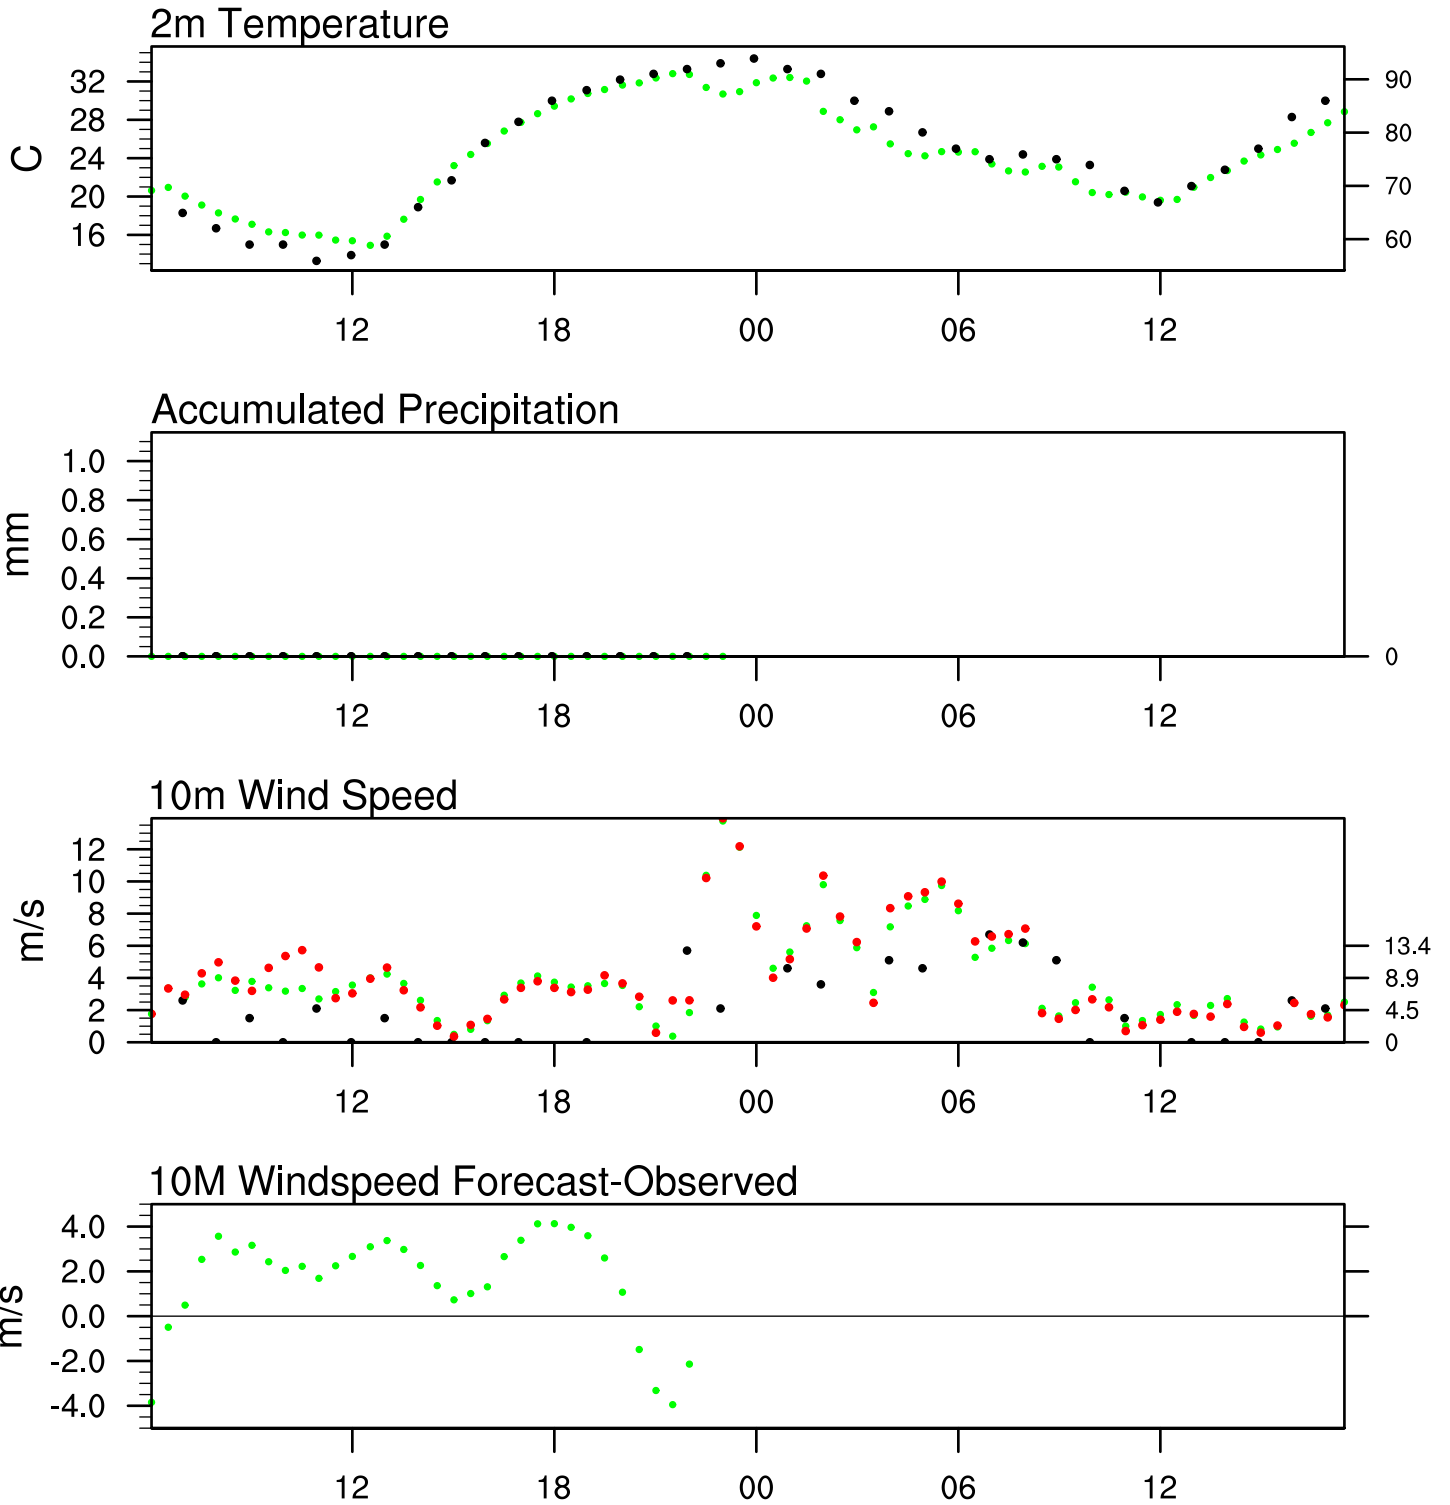 2m Temperature
C
32
28
24
20
16
90
80
70
60
12 18 00 06 12
Accumulated Precipitation
mm
1.0
0.8
0.6
0.4
0.2
0.0
0
12 18 00 06 12
10m Wind Speed
m/s
12
10
8
6
4
2
0
13.4
8.9
4.5
0
12 18 00 06 12
10M Windspeed Forecast-Observed
m/s
4.0
2.0
0.0
-2.0
-4.0
12 18 00 06 12